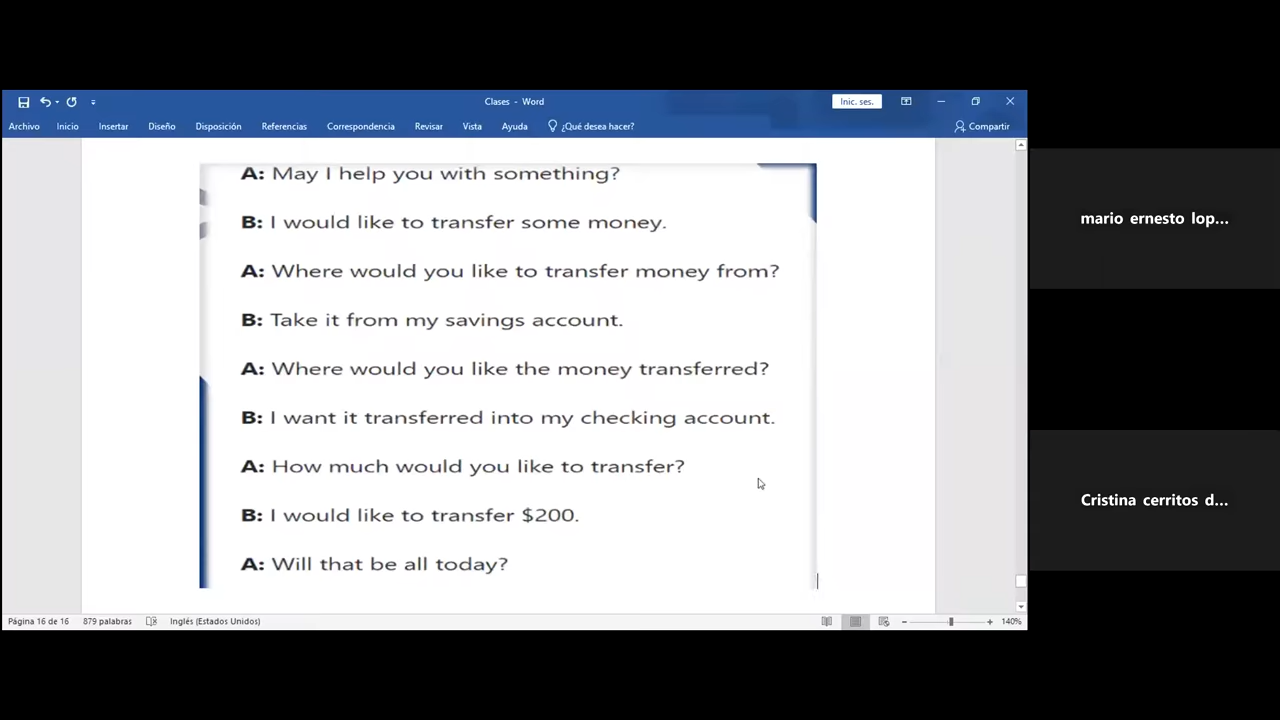 Clases - Word
Inic. ses.
Archivo Inicio Insertar Diseño Disposición Referencias Correspondencia Revisar Vista Ayuda ¿Qué desea hacer? Compartir
A: May I help you with something?
B: I would like to transfer some money.
A: Where would you like to transfer money from?
B: Take it from my savings account.
A: Where would you like the money transferred?
B: I want it transferred into my checking account.
A: How much would you like to transfer?
B: I would like to transfer $200.
A: Will that be all today?
Página 16 de 16 879 palabras Inglés (Estados Unidos) 140%
mario ernesto lop...
Cristina cerritos d...